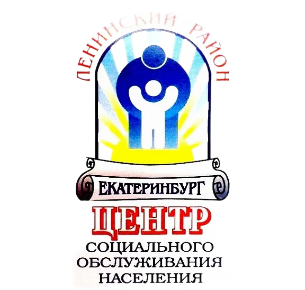 ЛЕНИНСКИЙ РАЙОН
ЕКАТЕРИНБУРГ
ЦЕНТР
СОЦИАЛЬНОГО
ОБСЛУЖИВАНИЯ
НАСЕЛЕНИЯ